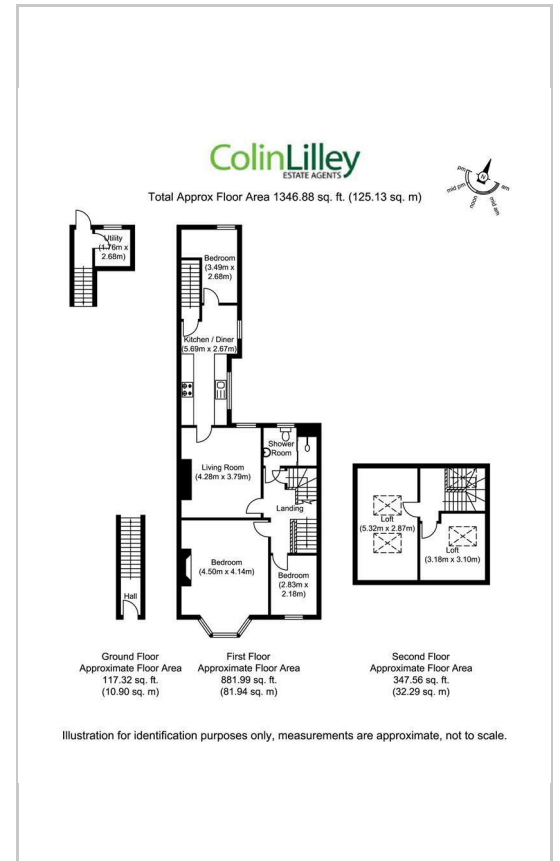 ColinLilley
ESTATE AGENTS
Total Approx Floor Area 1346.88 sq. ft. (125.13 sq. m)
pm
N
am
mid pm
noon
mid am
Utility
(1.76m x
2.68m)
Bedroom
(3.49m x
2.68m)
Kitchen / Diner
(5.69m x 2.67m)
Shower
Room
Living Room
(4.28m x 3.79m)
Landing
Loft
(5.32m x 2.87m)
Loft
(3.18m x 3.10m)
Bedroom
(4.50m x 4.14m)
Bedroom
(2.83m x
2.18m)
Hall
Ground Floor
Approximate Floor Area
117.32 sq. ft.
(10.90 sq. m)
First Floor
Approximate Floor Area
881.99 sq. ft.
(81.94 sq. m)
Second Floor
Approximate Floor Area
347.56 sq. ft.
(32.29 sq. m)
Illustration for identification purposes only, measurements are approximate, not to scale.